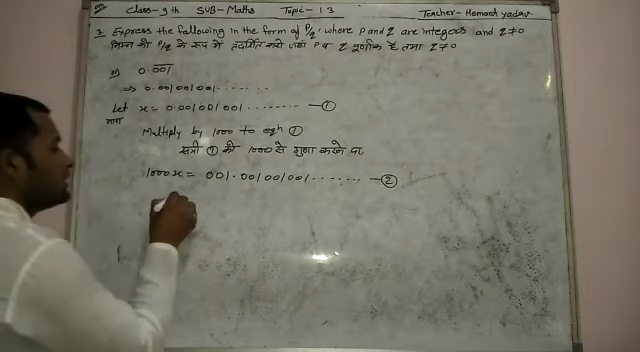 Class - 9th SUB - Maths Topic - 1.3 Teacher - Hemant yadav.
3 Express the following in the form of P/q, where p and q are integers and q ≠ 0
निम्न को P/q के रूप में प्रदर्शित करो जहाँ P व q पूर्णांक है तथा q ≠ 0
0.001̅
⇒ 0.001001001........
Let x = 0.001001001........ —①
माना
Multiply by 1000 to eqn ①
समी ① को 1000 से गुणा करने पर
1000x = 001.001001001....... —②